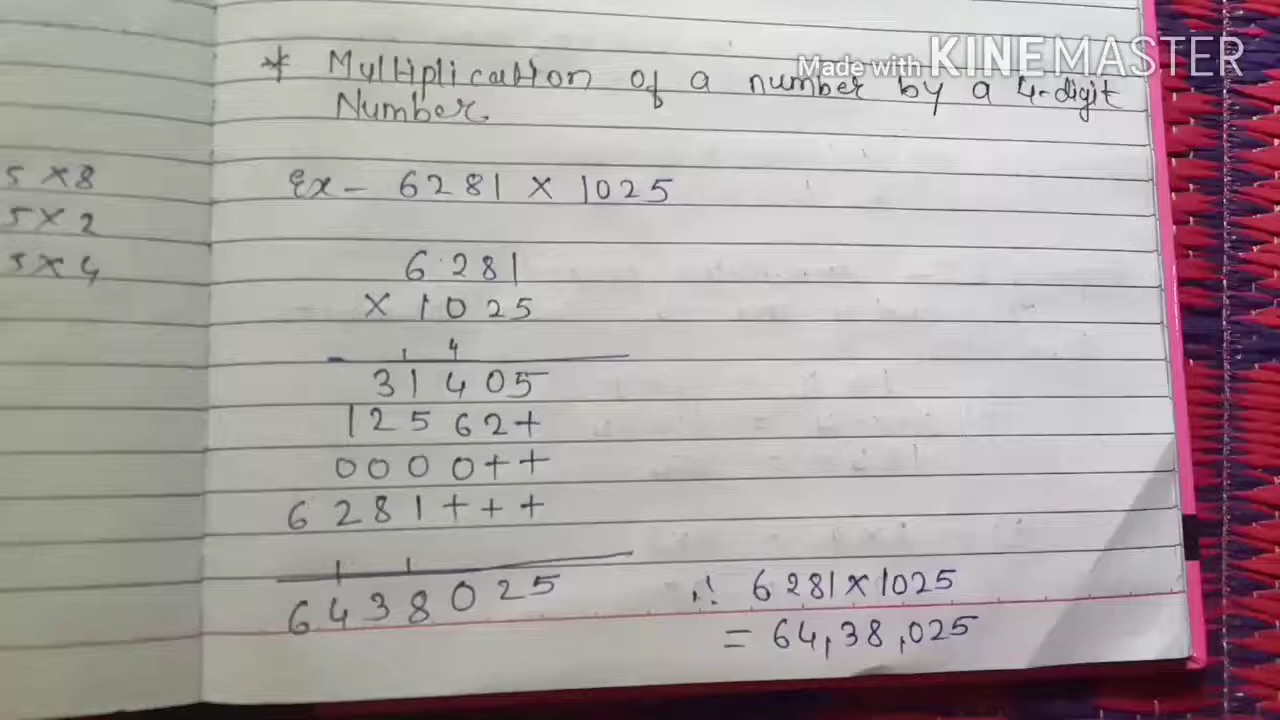 Made with KINEMASTER
* Multiplication of a number by a 4-digit
Number.
5 × 8
5 × 2
5 × 4
Ex - 6281 × 1025
6281
× 1025
1 4
31405
12562+
0000++
6281+++
1 1
6438025
∴ 6281×1025
= 64,38,025